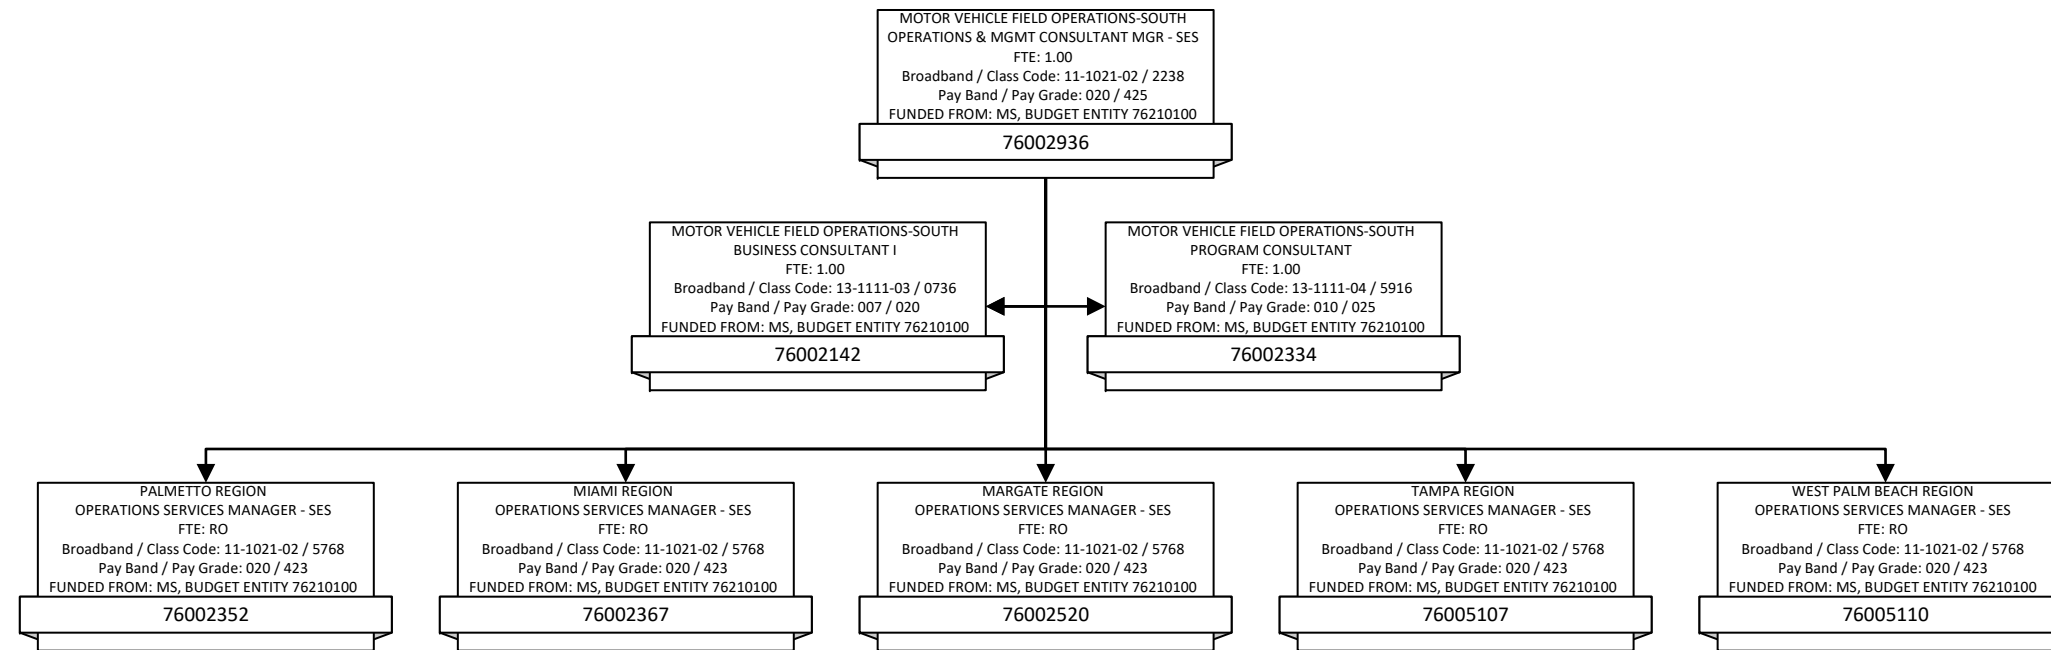 MOTOR VEHICLE FIELD OPERATIONS-SOUTH
OPERATIONS & MGMT CONSULTANT MGR - SES
FTE: 1.00
Broadband / Class Code: 11-1021-02 / 2238
Pay Band / Pay Grade: 020 / 425
FUNDED FROM: MS, BUDGET ENTITY 76210100
76002936
MOTOR VEHICLE FIELD OPERATIONS-SOUTH
BUSINESS CONSULTANT I
FTE: 1.00
Broadband / Class Code: 13-1111-03 / 0736
Pay Band / Pay Grade: 007 / 020
FUNDED FROM: MS, BUDGET ENTITY 76210100
76002142
MOTOR VEHICLE FIELD OPERATIONS-SOUTH
PROGRAM CONSULTANT
FTE: 1.00
Broadband / Class Code: 13-1111-04 / 5916
Pay Band / Pay Grade: 010 / 025
FUNDED FROM: MS, BUDGET ENTITY 76210100
76002334
PALMETTO REGION
OPERATIONS SERVICES MANAGER - SES
FTE: RO
Broadband / Class Code: 11-1021-02 / 5768
Pay Band / Pay Grade: 020 / 423
FUNDED FROM: MS, BUDGET ENTITY 76210100
76002352
MIAMI REGION
OPERATIONS SERVICES MANAGER - SES
FTE: RO
Broadband / Class Code: 11-1021-02 / 5768
Pay Band / Pay Grade: 020 / 423
FUNDED FROM: MS, BUDGET ENTITY 76210100
76002367
MARGATE REGION
OPERATIONS SERVICES MANAGER - SES
FTE: RO
Broadband / Class Code: 11-1021-02 / 5768
Pay Band / Pay Grade: 020 / 423
FUNDED FROM: MS, BUDGET ENTITY 76210100
76002520
TAMPA REGION
OPERATIONS SERVICES MANAGER - SES
FTE: RO
Broadband / Class Code: 11-1021-02 / 5768
Pay Band / Pay Grade: 020 / 423
FUNDED FROM: MS, BUDGET ENTITY 76210100
76005107
WEST PALM BEACH REGION
OPERATIONS SERVICES MANAGER - SES
FTE: RO
Broadband / Class Code: 11-1021-02 / 5768
Pay Band / Pay Grade: 020 / 423
FUNDED FROM: MS, BUDGET ENTITY 76210100
76005110